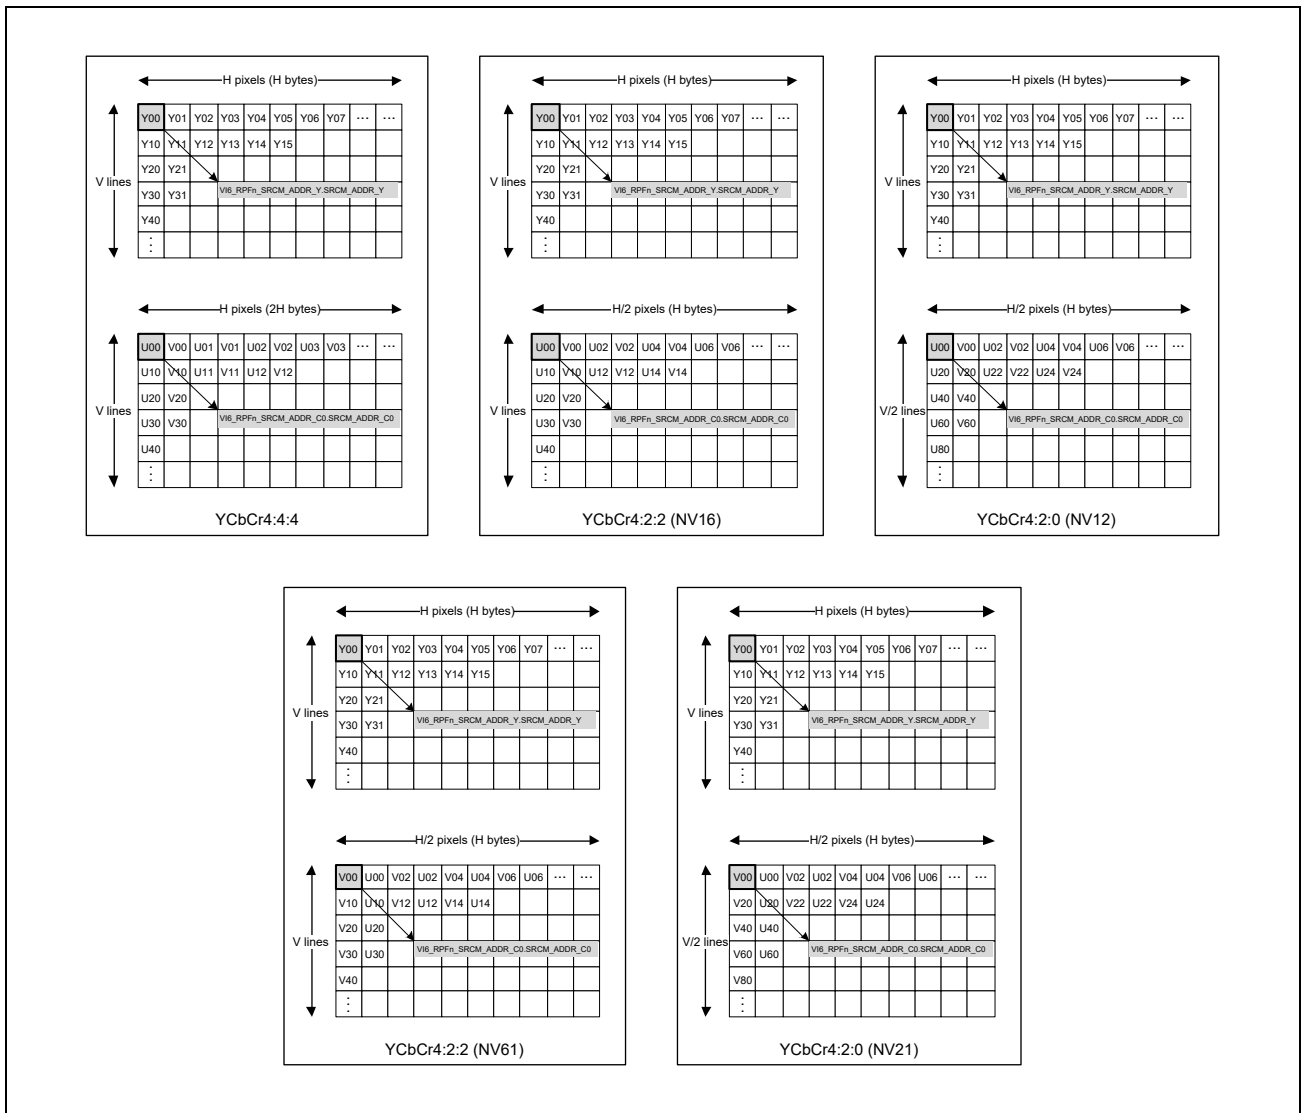 H pixels (H bytes)
V lines
Y00 Y01 Y02 Y03 Y04 Y05 Y06 Y07 ... ...
Y10 Y11 Y12 Y13 Y14 Y15
Y20 Y21
Y30 Y31 VI6_RPFn_SRCM_ADDR_Y.SRCM_ADDR_Y
Y40
⋮
H pixels (2H bytes)
V lines
U00 V00 U01 V01 U02 V02 U03 V03 ... ...
U10 V10 U11 V11 U12 V12
U20 V20
U30 V30 VI6_RPFn_SRCM_ADDR_C0.SRCM_ADDR_C0
U40
⋮
YCbCr4:4:4
H pixels (H bytes)
V lines
Y00 Y01 Y02 Y03 Y04 Y05 Y06 Y07 ... ...
Y10 Y11 Y12 Y13 Y14 Y15
Y20 Y21
Y30 Y31 VI6_RPFn_SRCM_ADDR_Y.SRCM_ADDR_Y
Y40
⋮
H/2 pixels (H bytes)
V lines
U00 V00 U02 V02 U04 V04 U06 V06 ... ...
U10 V10 U12 V12 U14 V14
U20 V20
U30 V30 VI6_RPFn_SRCM_ADDR_C0.SRCM_ADDR_C0
U40
⋮
YCbCr4:2:2 (NV16)
H pixels (H bytes)
V lines
Y00 Y01 Y02 Y03 Y04 Y05 Y06 Y07 ... ...
Y10 Y11 Y12 Y13 Y14 Y15
Y20 Y21
Y30 Y31 VI6_RPFn_SRCM_ADDR_Y.SRCM_ADDR_Y
Y40
⋮
H/2 pixels (H bytes)
V/2 lines
U00 V00 U02 V02 U04 V04 U06 V06 ... ...
U20 V20 U22 V22 U24 V24
U40 V40
U60 V60 VI6_RPFn_SRCM_ADDR_C0.SRCM_ADDR_C0
U80
⋮
YCbCr4:2:0 (NV12)
H pixels (H bytes)
V lines
Y00 Y01 Y02 Y03 Y04 Y05 Y06 Y07 ... ...
Y10 Y11 Y12 Y13 Y14 Y15
Y20 Y21
Y30 Y31 VI6_RPFn_SRCM_ADDR_Y.SRCM_ADDR_Y
Y40
⋮
H/2 pixels (H bytes)
V lines
V00 U00 V02 U02 V04 U04 V06 U06 ... ...
V10 U10 V12 U12 V14 U14
V20 U20
V30 U30 VI6_RPFn_SRCM_ADDR_C0.SRCM_ADDR_C0
V40
⋮
YCbCr4:2:2 (NV61)
H pixels (H bytes)
V lines
Y00 Y01 Y02 Y03 Y04 Y05 Y06 Y07 ... ...
Y10 Y11 Y12 Y13 Y14 Y15
Y20 Y21
Y30 Y31 VI6_RPFn_SRCM_ADDR_Y.SRCM_ADDR_Y
Y40
⋮
H/2 pixels (H bytes)
V/2 lines
V00 U00 V02 U02 V04 U04 V06 U06 ... ...
V20 U20 V22 U22 V24 U24
V40 U40
V60 U60 VI6_RPFn_SRCM_ADDR_C0.SRCM_ADDR_C0
V80
⋮
YCbCr4:2:0 (NV21)